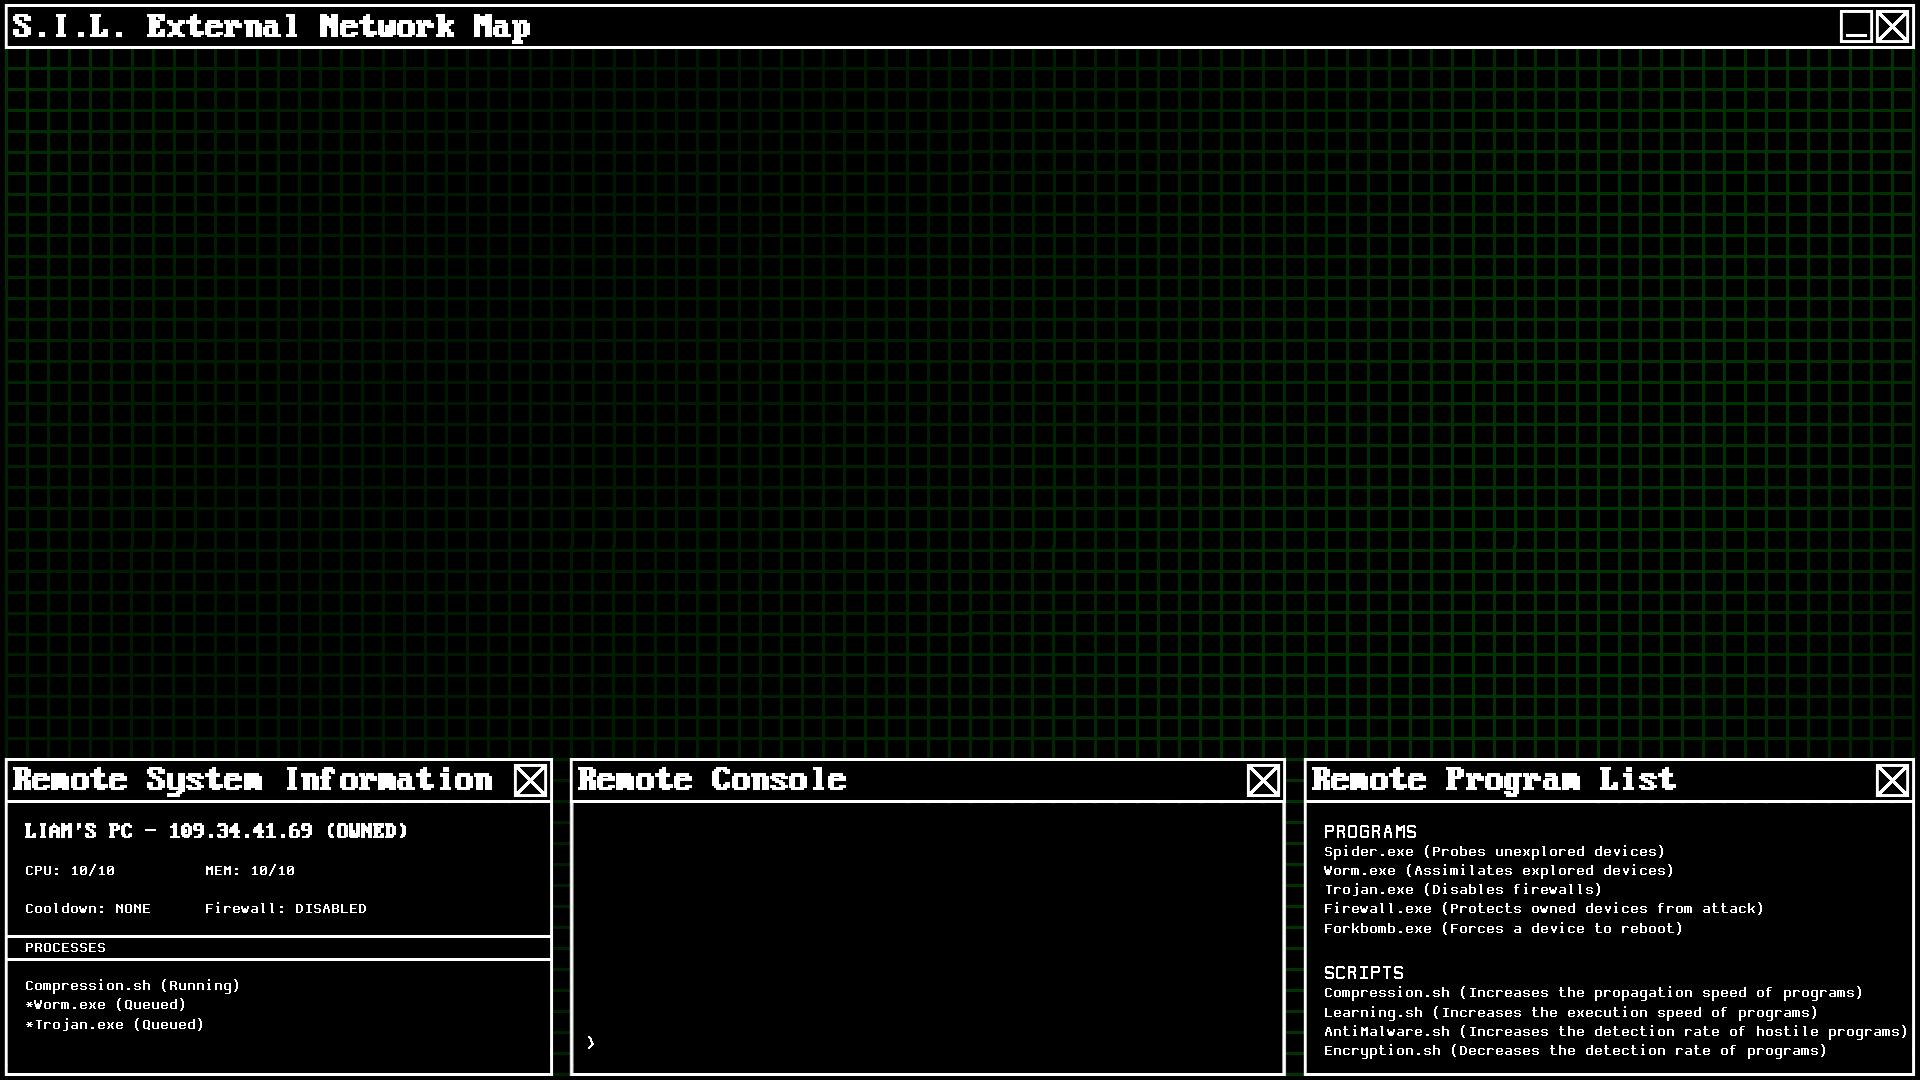 S.I.L. External Network Map
Remote System Information
LIAM'S PC - 109.34.41.69 (OWNED)
CPU: 10/10 MEM: 10/10
Cooldown: NONE Firewall: DISABLED
PROCESSES
Compression.sh (Running)
*Worm.exe (Queued)
*Trojan.exe (Queued)
Remote Console
❯
Remote Program List
PROGRAMS
Spider.exe (Probes unexplored devices)
Worm.exe (Assimilates explored devices)
Trojan.exe (Disables firewalls)
Firewall.exe (Protects owned devices from attack)
Forkbomb.exe (Forces a device to reboot)
SCRIPTS
Compression.sh (Increases the propagation speed of programs)
Learning.sh (Increases the execution speed of programs)
AntiMalware.sh (Increases the detection rate of hostile programs)
Encryption.sh (Decreases the detection rate of programs)